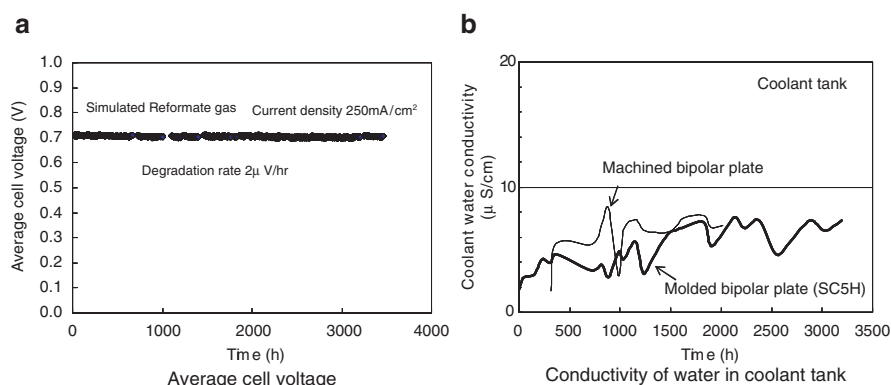 a
1.0
0.9
0.8
0.7
0.6
0.5
0.4
0.3
0.2
0.1
0.0
Average cell voltage (V)
Simulated Reformate gas
Current density 250mA/cm²
Degradation rate 2μ V/hr
0
1000
2000
3000
4000
Time (h)
Average cell voltage
b
20
10
0
Coolant water conductivity
(μ S/cm)
Coolant tank
Machined bipolar plate
Molded bipolar plate (SC5H)
0
500
1000
1500
2000
2500
3000
3500
Time (h)
Conductivity of water in coolant tank